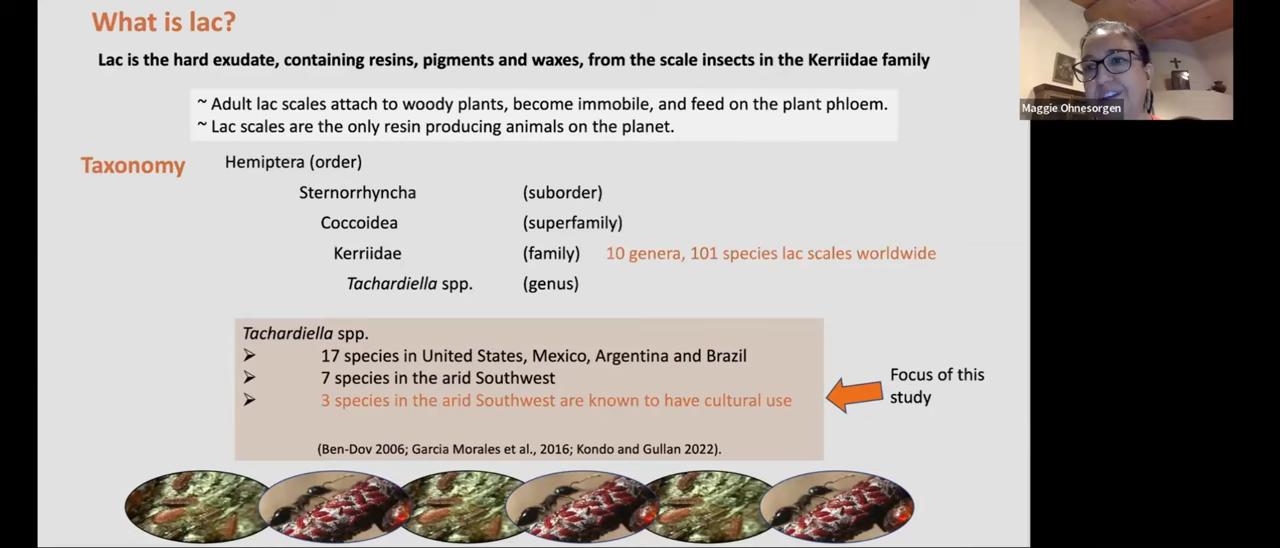 What is lac?
Lac is the hard exudate, containing resins, pigments and waxes, from the scale insects in the Kerriidae family
~ Adult lac scales attach to woody plants, become immobile, and feed on the plant phloem.
~ Lac scales are the only resin producing animals on the planet.
Maggie Ohnesorgen
Taxonomy Hemiptera (order)
Sternorrhyncha (suborder)
Coccoidea (superfamily)
Kerriidae (family) 10 genera, 101 species lac scales worldwide
Tachardiella spp. (genus)
Tachardiella spp.
➢ 17 species in United States, Mexico, Argentina and Brazil
➢ 7 species in the arid Southwest
➢ 3 species in the arid Southwest are known to have cultural use
(Ben-Dov 2006; Garcia Morales et al., 2016; Kondo and Gullan 2022).
Focus of this
study